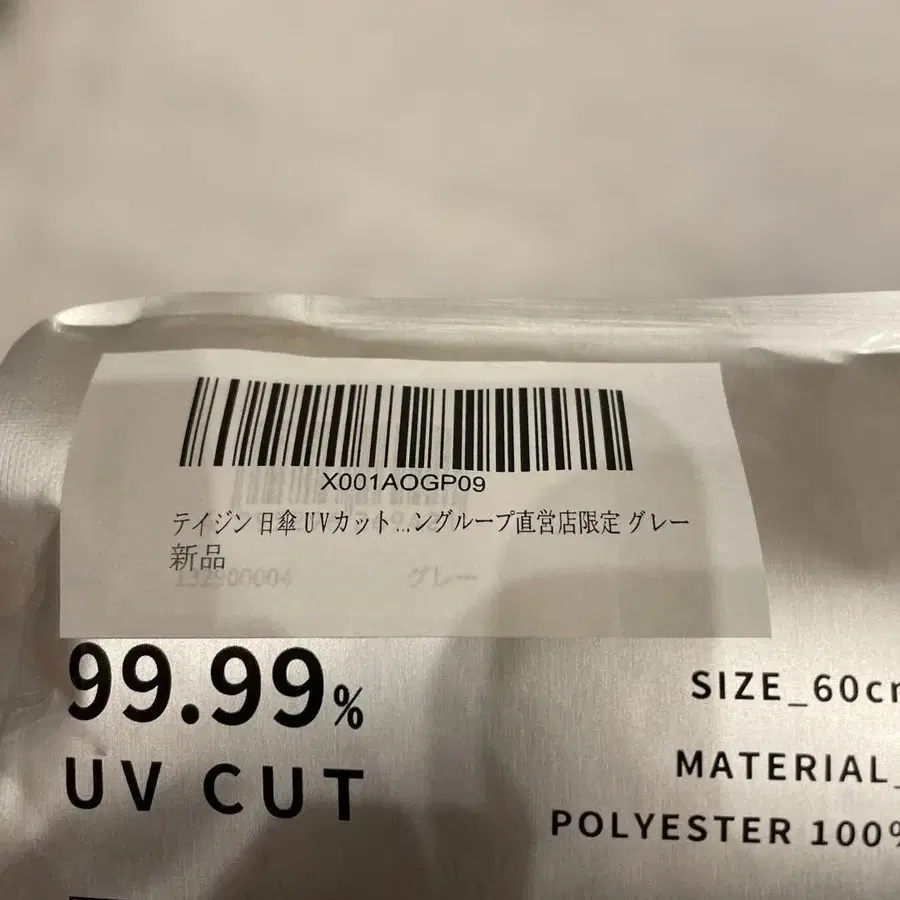 X001AOGP09
テイジン 日傘 UVカット ...ングループ直営店限定 グレー
新品
グレー
99.99%
UV CUT
SIZE_60c
MATERIAL_
POLYESTER 100%